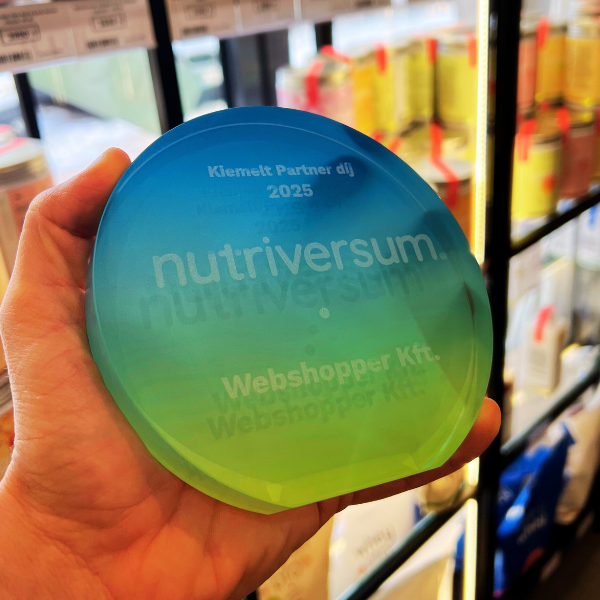 Kiemelt Partner díj
2025
nutriversum.
Webshopper Kft.